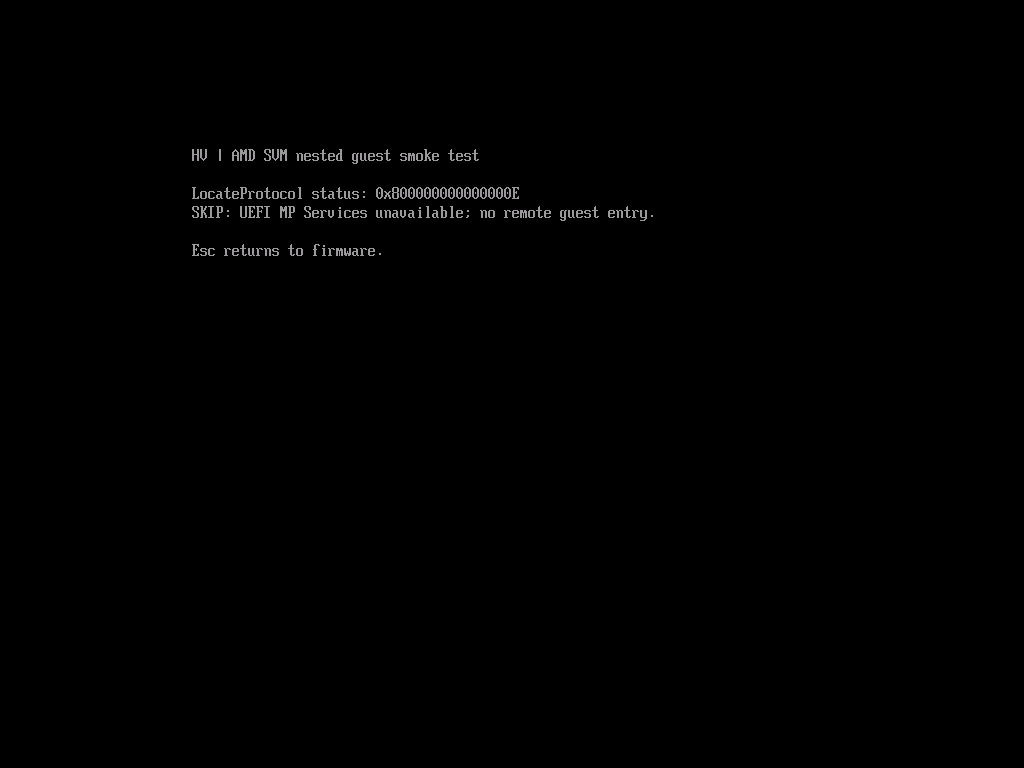 HV | AMD SVM nested guest smoke test
LocateProtocol status: 0x800000000000000E
SKIP: UEFI MP Services unavailable; no remote guest entry.
Esc returns to firmware.